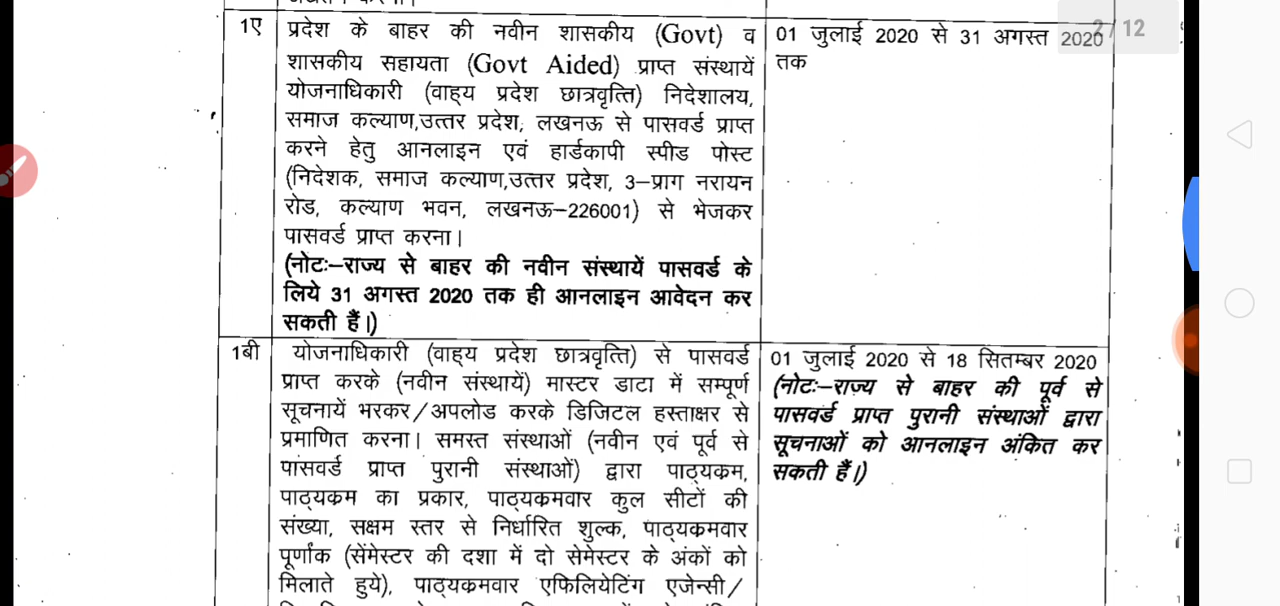 1ए
प्रदेश के बाहर की नवीन शासकीय (Govt) व
शासकीय सहायता (Govt Aided) प्राप्त संस्थायें
योजनाधिकारी (वाह्य प्रदेश छात्रवृत्ति) निदेशालय,
समाज कल्याण,उत्तर प्रदेश, लखनऊ से पासवर्ड प्राप्त
करने हेतु आनलाइन एवं हार्डकापी स्पीड पोस्ट
(निदेशक, समाज कल्याण,उत्तर प्रदेश, 3–प्राग नरायन
रोड, कल्याण भवन, लखनऊ–226001) से भेजकर
पासवर्ड प्राप्त करना।
(नोटः–राज्य से बाहर की नवीन संस्थायें पासवर्ड के
लिये 31 अगस्त 2020 तक ही आनलाइन आवेदन कर
सकती हैं।)
01 जुलाई 2020 से 31 अगस्त 2020
तक
2/12
1बी
योजनाधिकारी (वाह्य प्रदेश छात्रवृत्ति) से पासवर्ड
प्राप्त करके (नवीन संस्थायें) मास्टर डाटा में सम्पूर्ण
सूचनायें भरकर/अपलोड करके डिजिटल हस्ताक्षर से
प्रमाणित करना। समस्त संस्थाओं (नवीन एवं पूर्व से
पासवर्ड प्राप्त पुरानी संस्थाओं) द्वारा पाठ्यक्रम,
पाठ्यक्रम का प्रकार, पाठ्यक्रमवार कुल सीटों की
संख्या, सक्षम स्तर से निर्धारित शुल्क, पाठ्यक्रमवार
पूर्णांक (सेंमेस्टर की दशा में दो सेमेस्टर के अंकों को
मिलाते हुये), पाठ्यक्रमवार एफिलियेटिंग एजेन्सी/
01 जुलाई 2020 से 18 सितम्बर 2020
(नोटः–राज्य से बाहर की पूर्व से
पासवर्ड प्राप्त पुरानी संस्थाओं द्वारा
सूचनाओं को आनलाइन अंकित कर
सकती हैं।)